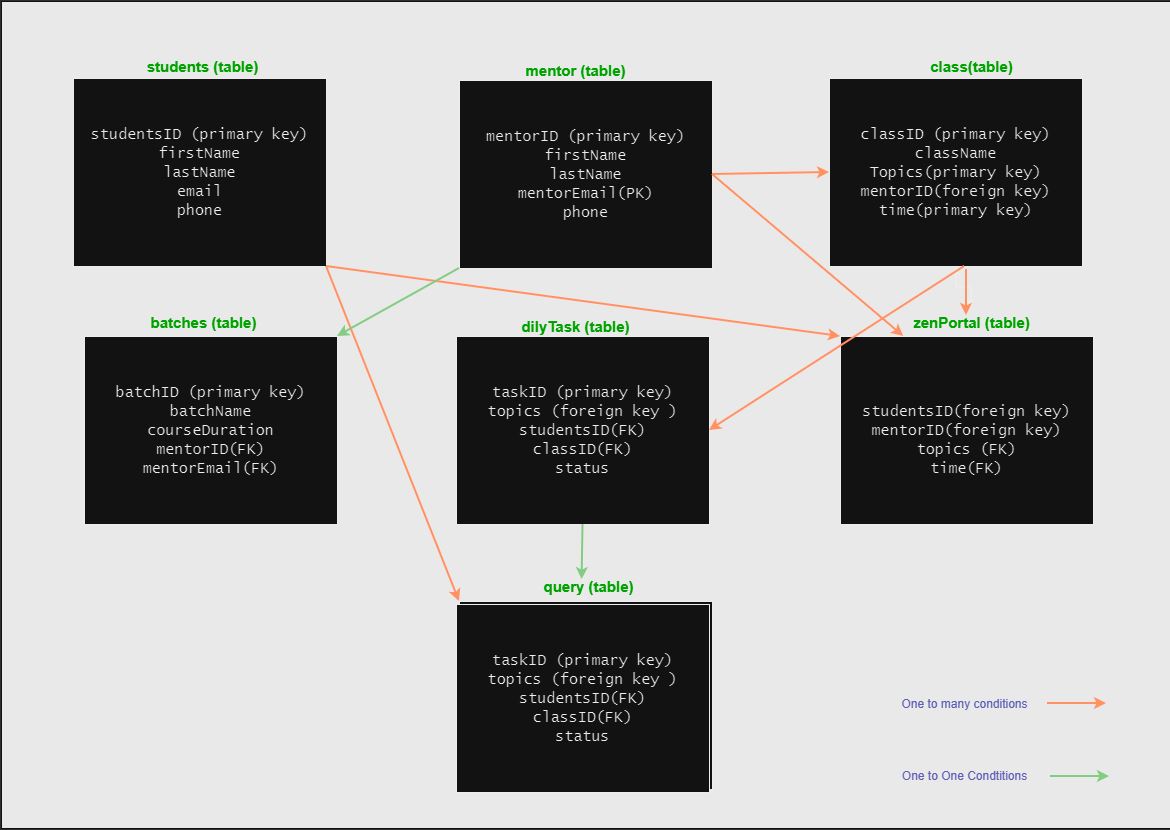 students (table)
studentsID (primary key)
firstName
lastName
email
phone
mentor (table)
mentorID (primary key)
firstName
lastName
mentorEmail(PK)
phone
class(table)
classID (primary key)
className
Topics(primary key)
mentorID(foreign key)
time(primary key)
batches (table)
batchID (primary key)
batchName
courseDuration
mentorID(FK)
mentorEmail(FK)
dilyTask (table)
taskID (primary key)
topics (foreign key )
studentsID(FK)
classID(FK)
status
zenPortal (table)
studentsID(foreign key)
mentorID(foreign key)
topics (FK)
time(FK)
query (table)
taskID (primary key)
topics (foreign key )
studentsID(FK)
classID(FK)
status
One to many conditions
One to One Condtitions